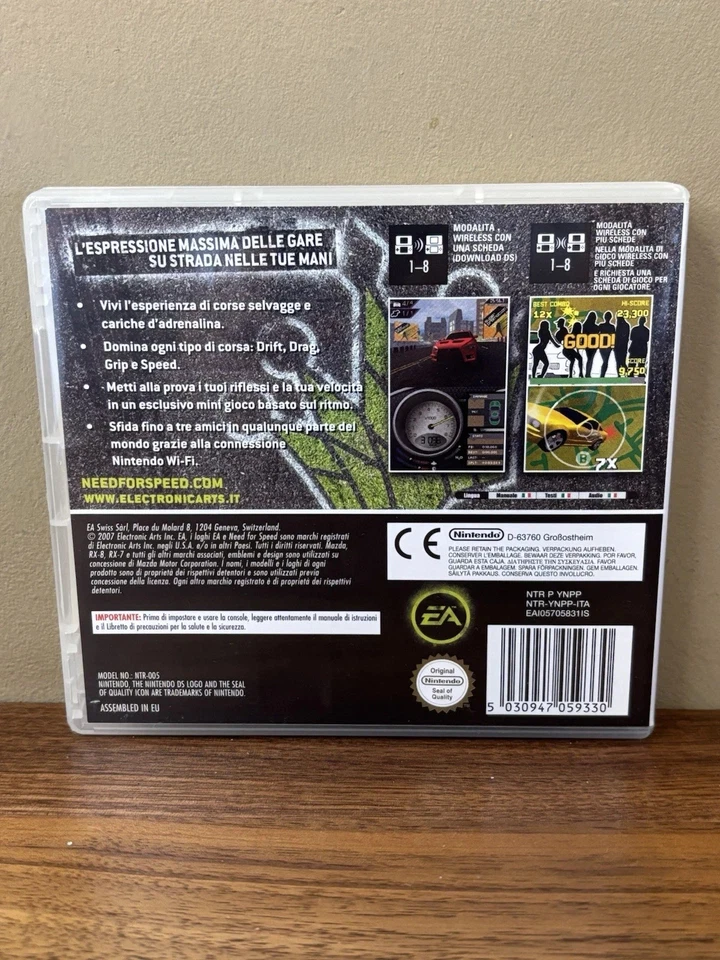 L'ESPRESSIONE MASSIMA DELLE GARE
SU STRADA NELLE TUE MANI
• Vivi l'esperienza di corse selvagge e
cariche d'adrenalina.
• Domina ogni tipo di corsa: Drift, Drag,
Grip e Speed.
• Metti alla prova i tuoi riflessi e la tua velocità
in un esclusivo mini gioco basato sul ritmo.
• Sfida fino a tre amici in qualunque parte del
mondo grazie alla connessione
Nintendo Wi-Fi.
NEEDFORSPEED.COM
WWW.ELECTRONICARTS.IT
1-8
MODALITÀ
WIRELESS CON
UNA SCHEDA
(DOWNLOAD DS)
1-8
MODALITÀ
WIRELESS CON
PIÙ SCHEDE
NELLA MODALITÀ DI
GIOCO WIRELESS CON
PIÙ SCHEDE
È RICHIESTA UNA
SCHEDA DI GIOCO PER
OGNI GIOCATORE.
BEST COMBO
12x
HI-SCORE
23,300
GOOD!
SCORE
9,750
7X
Lingua Manuale Testi Audio
EA Swiss Sàrl, Place du Molard 8, 1204 Geneva, Switzerland.
© 2007 Electronic Arts Inc. EA, i loghi EA e Need for Speed sono marchi registrati
di Electronic Arts Inc. negli U.S.A. e/o in altri Paesi. Tutti i diritti riservati. Mazda,
RX-8, RX-7 e tutti gli altri marchi associati, emblemi e design sono utilizzati su
concessione di Mazda Motor Corporation. I nomi, i modelli e i loghi di ogni
prodotto sono di proprietà dei rispettivi detentori e sono utilizzati previa
concessione della licenza. Ogni altro marchio registrato è di proprietà dei rispettivi
detentori.
IMPORTANTE: Prima di impostare e usare la console, leggere attentamente il manuale di istruzioni
e il Libretto di precauzioni per la salute e la sicurezza.
MODEL NO.: NTR-005
NINTENDO, THE NINTENDO DS LOGO AND THE SEAL
OF QUALITY ICON ARE TRADEMARKS OF NINTENDO.
ASSEMBLED IN EU
CE
Nintendo D-63760 Großostheim
PLEASE RETAIN THE PACKAGING. VERPACKUNG AUFHEBEN.
CONSERVER L'EMBALLAGE. BEWAAR DEZE VERPAKKING. POR FAVOR,
GUARDA ESTA CAJA. ΔΙΑΤΗΡΗΣΤΕ ΤΗΝ ΣΥΣΚΕΥΑΣΙΑ. POR FAVOR
GUARDAR A EMBALAGEM. SPARA FÖRPACKNINGEN. GEM EMBALLAGEN.
SÄILYTÄ PAKKAUS. CONSERVA QUESTO INVOLUCRO.
EA
NTR P YNPP
NTR-YNPP-ITA
EAI05705831IS
Original
Nintendo
Seal of
Quality
5 030947 059330